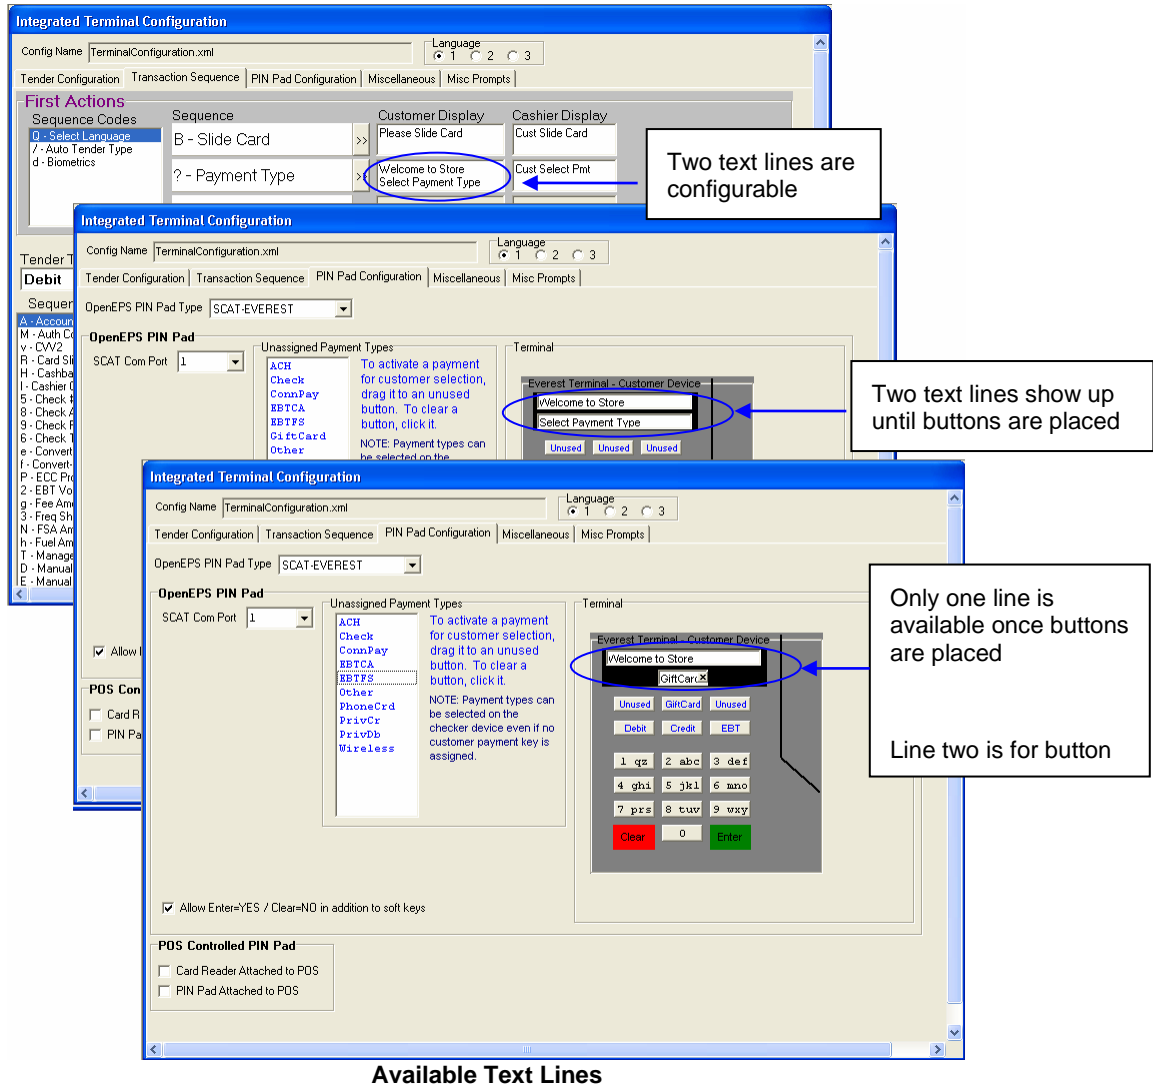 Integrated Terminal Configuration
Config Name TerminalConfiguration.xml
Language
1 2 3
Tender Configuration Transaction Sequence PIN Pad Configuration Miscellaneous Misc Prompts
First Actions
Sequence Codes Sequence Customer Display Cashier Display
Q - Select Language
/ - Auto Tender Type
d - Biometrics
B - Slide Card >> Please Slide Card Cust Slide Card
? - Payment Type Welcome to Store
Select Payment Type
Cust Select Pmt
Two text lines are
configurable
Tender T
Debit
Sequen
A - Accoun
M - Auth Co
v - CVV2
R - Card Sli
H - Cashba
I - Cashier
5 - Check
8 - Check A
9 - Check F
6 - Check T
e - Convert
f - Convert-
P - ECC Pro
2 - EBT Vo
g - Fee Am
3 - Freq Sh
N - FSA Am
h - Fuel Am
T - Manage
D - Manual
E - Manual
Integrated Terminal Configuration
Config Name TerminalConfiguration.xml
Language
1 2 3
Tender Configuration Transaction Sequence PIN Pad Configuration Miscellaneous Misc Prompts
OpenEPS PIN Pad Type SCAT-EVEREST
OpenEPS PIN Pad
SCAT Com Port 1
Unassigned Payment Types
ACH
Check
ConnPay
EBTCA
EBTFS
GiftCard
Other
To activate a payment
for customer selection,
drag it to an unused
button. To clear a
button, click it.
NOTE: Payment types can
be selected on the
Terminal
Everest Terminal - Customer Device
Welcome to Store
Select Payment Type
Unused Unused Unused
Two text lines show up
until buttons are placed
Allow
POS Con
Card R
PIN Pa
Integrated Terminal Configuration
Config Name TerminalConfiguration.xml
Language
1 2 3
Tender Configuration Transaction Sequence PIN Pad Configuration Miscellaneous Misc Prompts
OpenEPS PIN Pad Type SCAT-EVEREST
OpenEPS PIN Pad
SCAT Com Port 1
Unassigned Payment Types
ACH
Check
ConnPay
EBTCA
EBTFS
Other
PhoneCrd
PrivCr
PrivDb
Wireless
To activate a payment
for customer selection,
drag it to an unused
button. To clear a
button, click it.
NOTE: Payment types can
be selected on the
checker device even if no
customer payment key is
assigned.
Terminal
Everest Terminal - Customer Device
Welcome to Store
GiftCar
Unused GiftCard Unused
Debit Credit EBT
1 qz 2 abc 3 def
4 ghi 5 jkl 6 mno
7 prs 8 tuv 9 wxy
Clear 0 Enter
Only one line is
available once buttons
are placed
Line two is for button
Allow Enter=YES / Clear=NO in addition to soft keys
POS Controlled PIN Pad
Card Reader Attached to POS
PIN Pad Attached to POS
Available Text Lines